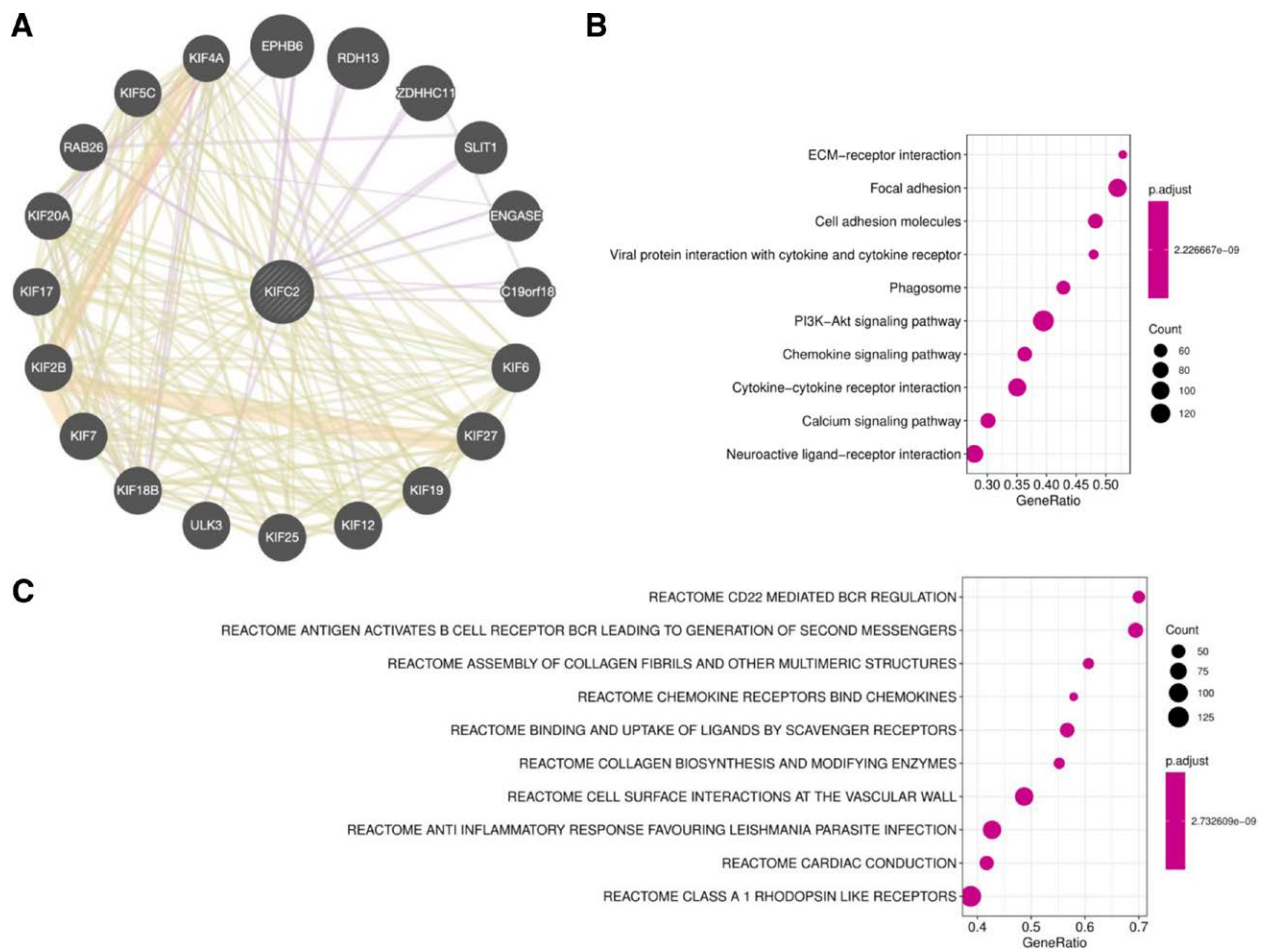 A
EPHB6
RDH13
ZDHHC11
SLIT1
ENGASE
C19orf18
KIF6
KIF27
KIF19
KIF12
KIF25
ULK3
KIF18B
KIF7
KIF2B
KIF17
KIF20A
RAB26
KIF5C
KIF4A
KIFC2
B
ECM−receptor interaction
Focal adhesion
Cell adhesion molecules
Viral protein interaction with cytokine and cytokine receptor
Phagosome
PI3K−Akt signaling pathway
Chemokine signaling pathway
Cytokine−cytokine receptor interaction
Calcium signaling pathway
Neuroactive ligand−receptor interaction
0.30 0.35 0.40 0.45 0.50
GeneRatio
p.adjust
2.226667e−09
Count
60
80
100
120
C
REACTOME CD22 MEDIATED BCR REGULATION
REACTOME ANTIGEN ACTIVATES B CELL RECEPTOR BCR LEADING TO GENERATION OF SECOND MESSENGERS
REACTOME ASSEMBLY OF COLLAGEN FIBRILS AND OTHER MULTIMERIC STRUCTURES
REACTOME CHEMOKINE RECEPTORS BIND CHEMOKINES
REACTOME BINDING AND UPTAKE OF LIGANDS BY SCAVENGER RECEPTORS
REACTOME COLLAGEN BIOSYNTHESIS AND MODIFYING ENZYMES
REACTOME CELL SURFACE INTERACTIONS AT THE VASCULAR WALL
REACTOME ANTI INFLAMMATORY RESPONSE FAVOURING LEISHMANIA PARASITE INFECTION
REACTOME CARDIAC CONDUCTION
REACTOME CLASS A 1 RHODOPSIN LIKE RECEPTORS
0.4 0.5 0.6 0.7
GeneRatio
Count
50
75
100
125
p.adjust
2.732609e−09